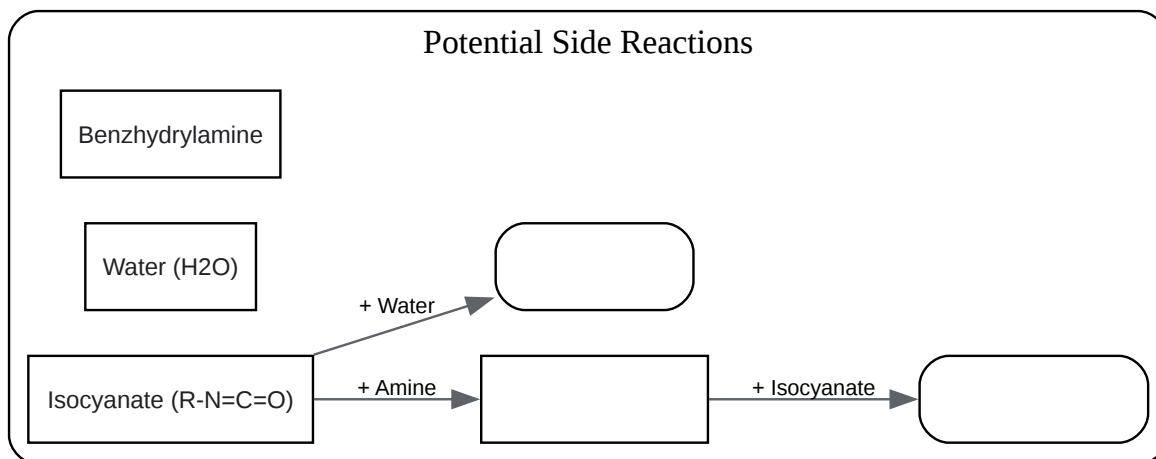 Potential Side Reactions
Benzhydrylamine
Water (H2O)
+ Water
Isocyanate (R-N=C=O)
+ Amine
+ Isocyanate